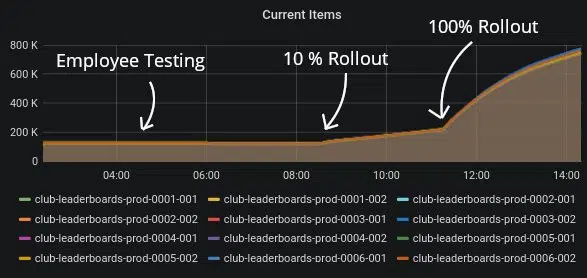 Current Items
100% Rollout
10 % Rollout
Employee Testing
800 K
600 K
400 K
200 K
0
04:00 06:00 08:00 10:00 12:00 14:00
club-leaderboards-prod-0001-001 club-leaderboards-prod-0001-002 club-leaderboards-prod-0002-001
club-leaderboards-prod-0002-002 club-leaderboards-prod-0003-001 club-leaderboards-prod-0003-002
club-leaderboards-prod-0004-001 club-leaderboards-prod-0004-002 club-leaderboards-prod-0005-001
club-leaderboards-prod-0005-002 club-leaderboards-prod-0006-001 club-leaderboards-prod-0006-002